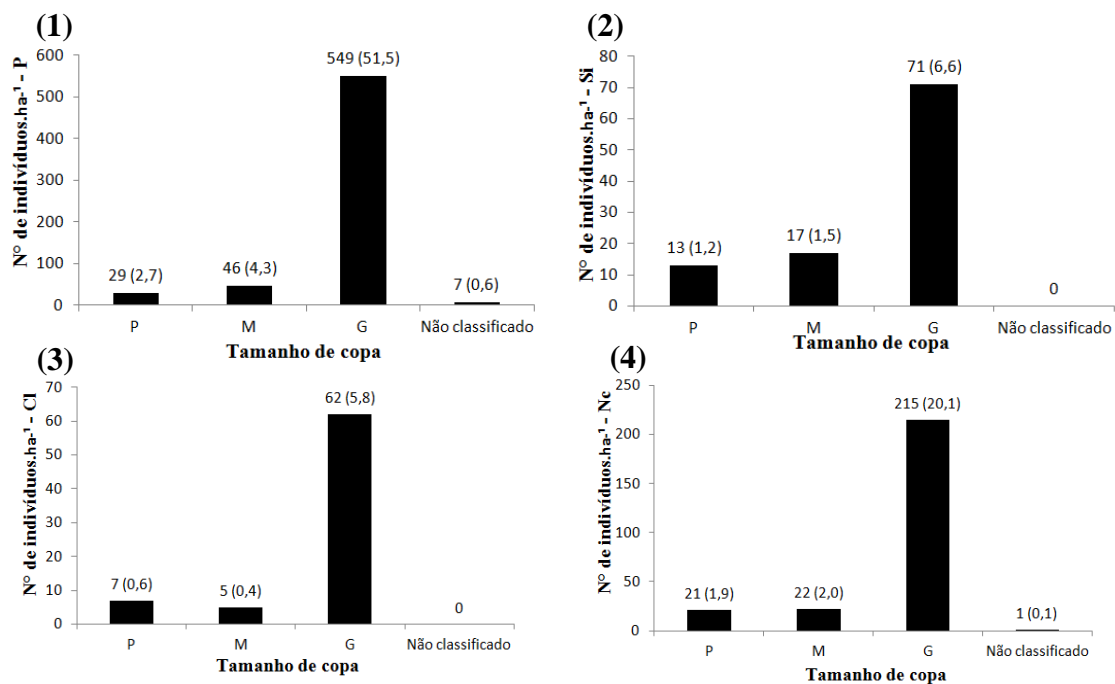 (1)
N° de indivíduos.ha-¹ - P
600
500
400
300
200
100
0
29 (2,7)
46 (4,3)
549 (51,5)
7 (0,6)
P
M
G
Não classificado
Tamanho de copa
(2)
N° de indivíduos.ha-¹ - Si
80
70
60
50
40
30
20
10
0
13 (1,2)
17 (1,5)
71 (6,6)
0
P
M
G
Não classificado
Tamanho de copa
(3)
N° de indivíduos.ha-¹ - Cl
70
60
50
40
30
20
10
0
7 (0,6)
5 (0,4)
62 (5,8)
0
P
M
G
Não classificado
Tamanho de copa
(4)
N° de indivíduos.ha-¹ - Nc
250
200
150
100
50
0
21 (1,9)
22 (2,0)
215 (20,1)
1 (0,1)
P
M
G
Não classificado
Tamanho de copa